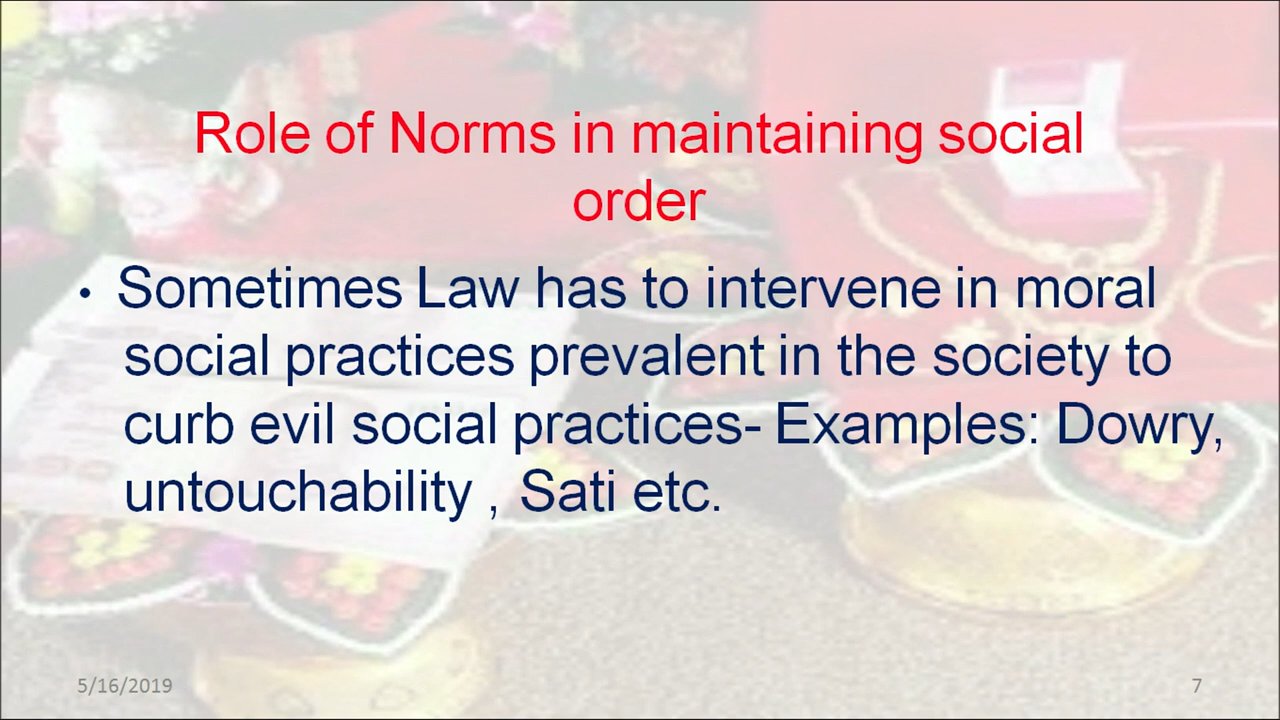 Role of Norms in maintaining social
order
• Sometimes Law has to intervene in moral
social practices prevalent in the society to
curb evil social practices- Examples: Dowry,
untouchability , Sati etc.
5/16/2019
7